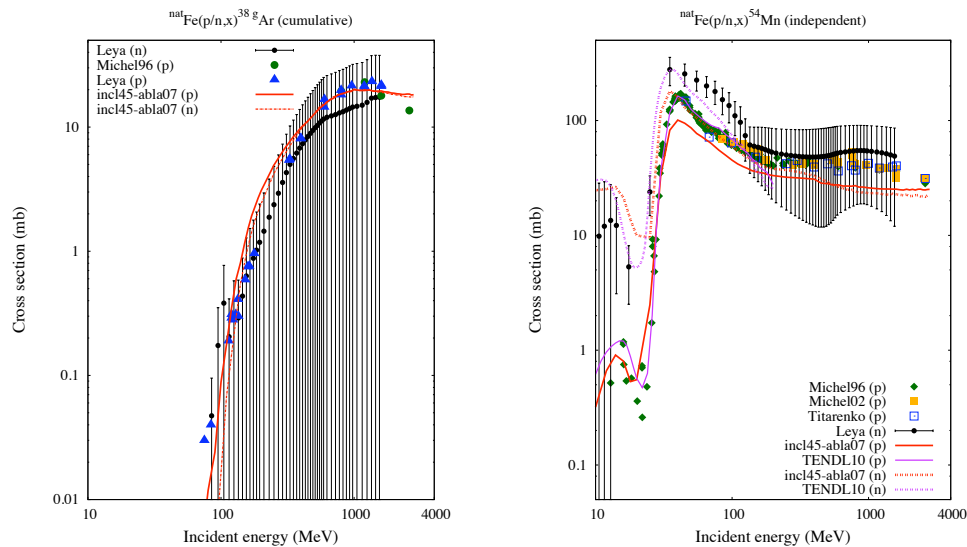 natFe(p/n,x)38 gAr (cumulative)
Leya (n)
Michel96 (p)
Leya (p)
incl45-abla07 (p)
incl45-abla07 (n)
Cross section (mb)
10
1
0.1
0.01
10
100
1000
4000
Incident energy (MeV)
natFe(p/n,x)54Mn (independent)
Cross section (mb)
100
10
1
0.1
Michel96 (p)
Michel02 (p)
Titarenko (p)
Leya (n)
incl45-abla07 (p)
TENDL10 (p)
incl45-abla07 (n)
TENDL10 (n)
10
100
1000
4000
Incident energy (MeV)